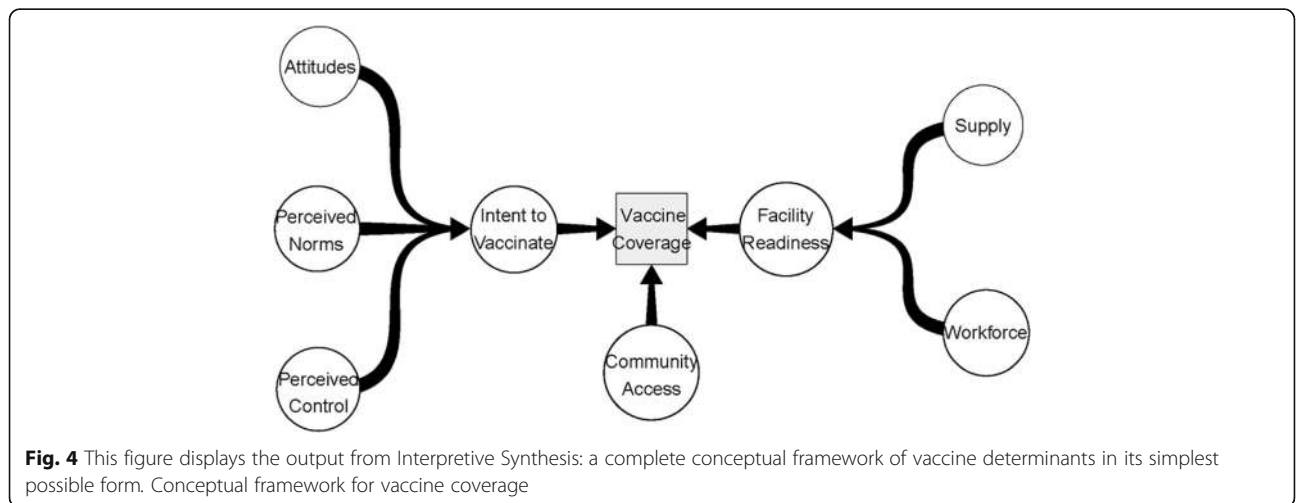 Attitudes
Perceived
Norms
Perceived
Control
Intent to
Vaccinate
Vaccine
Coverage
Community
Access
Facility
Readiness
Supply
Workforce
Fig. 4 This figure displays the output from Interpretive Synthesis: a complete conceptual framework of vaccine determinants in its simplest
possible form. Conceptual framework for vaccine coverage